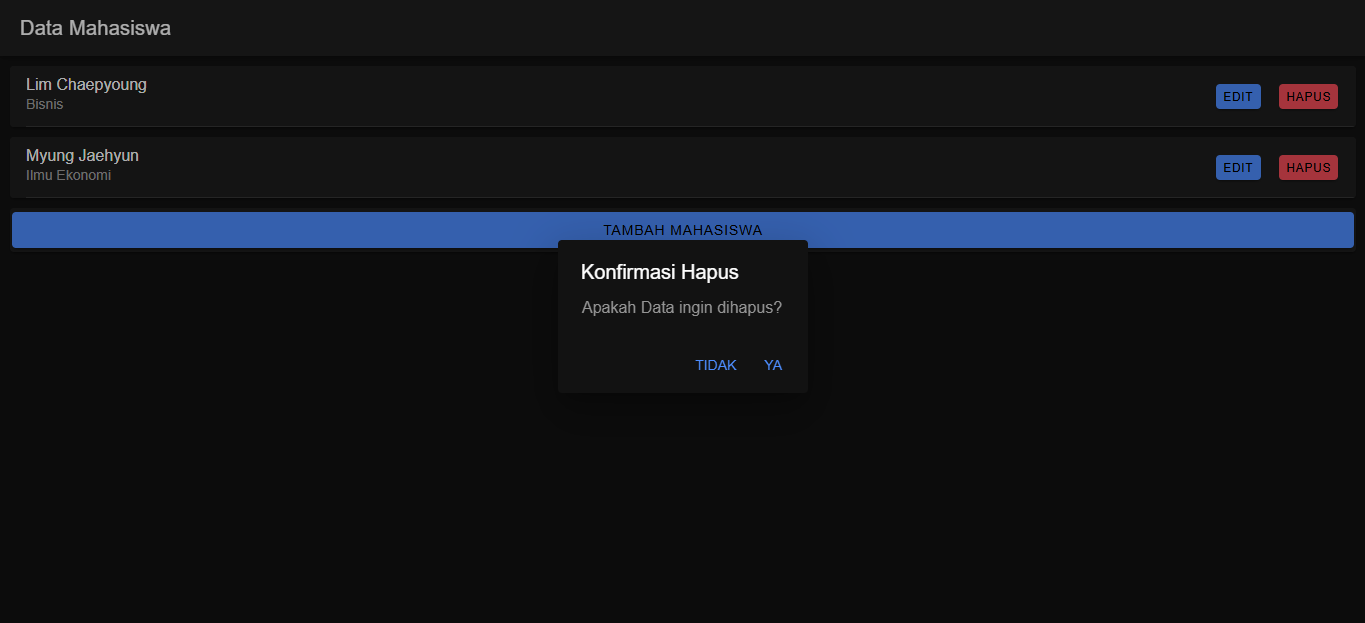 Data Mahasiswa
Lim Chaepyoung
Bisnis
EDIT
HAPUS
Myung Jaehyun
Ilmu Ekonomi
EDIT
HAPUS
TAMBAH MAHASISWA
Konfirmasi Hapus
Apakah Data ingin dihapus?
TIDAK
YA